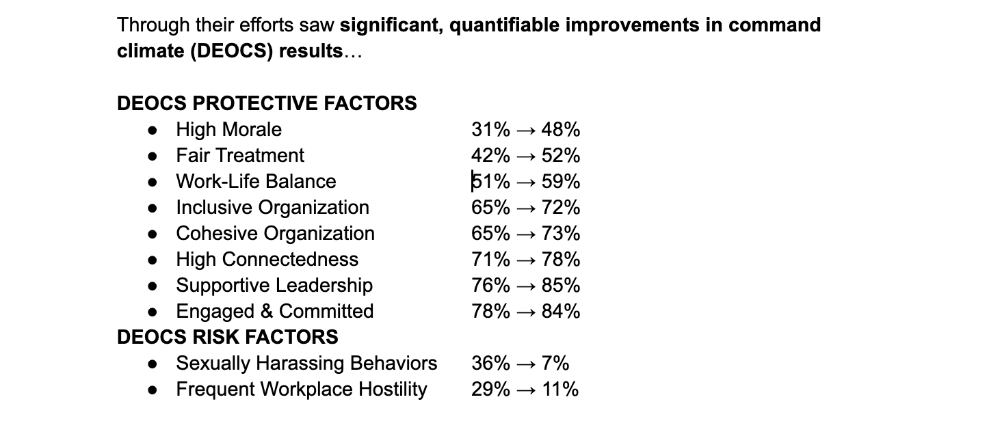 Through their efforts saw significant, quantifiable improvements in command
climate (DEOCS) results…
DEOCS PROTECTIVE FACTORS
● High Morale 31% → 48%
● Fair Treatment 42% → 52%
● Work-Life Balance 51% → 59%
● Inclusive Organization 65% → 72%
● Cohesive Organization 65% → 73%
● High Connectedness 71% → 78%
● Supportive Leadership 76% → 85%
● Engaged & Committed 78% → 84%
DEOCS RISK FACTORS
● Sexually Harassing Behaviors 36% → 7%
● Frequent Workplace Hostility 29% → 11%